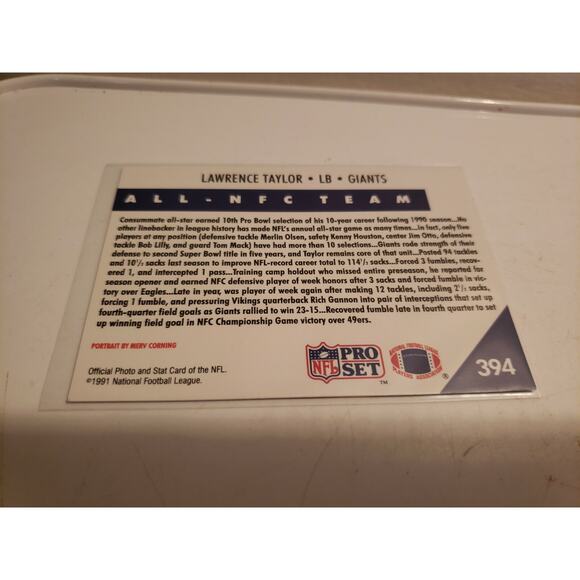 LAWRENCE TAYLOR • LB • GIANTS
ALL-NFC TEAM
Consummate all-star earned 10th Pro Bowl selection of his 10-year career following 1990 season...No
other linebacker in league history has made NFL's annual all-star game as many times...in fact, only five
players at any position (defensive tackle Merlin Olsen, safety Kenny Houston, center Jim Otto, defensive
tackle Bob Lilly, and guard Tom Mack) have had more than 10 selections...Giants rode strength of their
defense to second Super Bowl title in five years, and Taylor remains core of that unit...Posted 94 tackles
and 10½ sacks last season to improve NFL-record career total to 114½ sacks...Forced 3 fumbles, recov-
ered 1, and intercepted 1 pass...Training camp holdout who missed entire preseason, he reported for
season opener and earned NFC defensive player of week honors after 3 sacks and forced fumble in vic-
tory over Eagles...Late in year, was player of week again after making 12 tackles, including 2½ sacks,
forcing 1 fumble, and pressuring Vikings quarterback Rich Gannon into pair of interceptions that set up
fourth-quarter field goals as Giants rallied to win 23-15...Recovered fumble late in fourth quarter to set
up winning field goal in NFC Championship Game victory over 49ers.
PORTRAIT BY MERV CORNING
Official Photo and Stat Card of the NFL.
©1991 National Football League.
NFL PRO SET ™
NATIONAL FOOTBALL LEAGUE PLAYERS ASSOCIATION ®
394